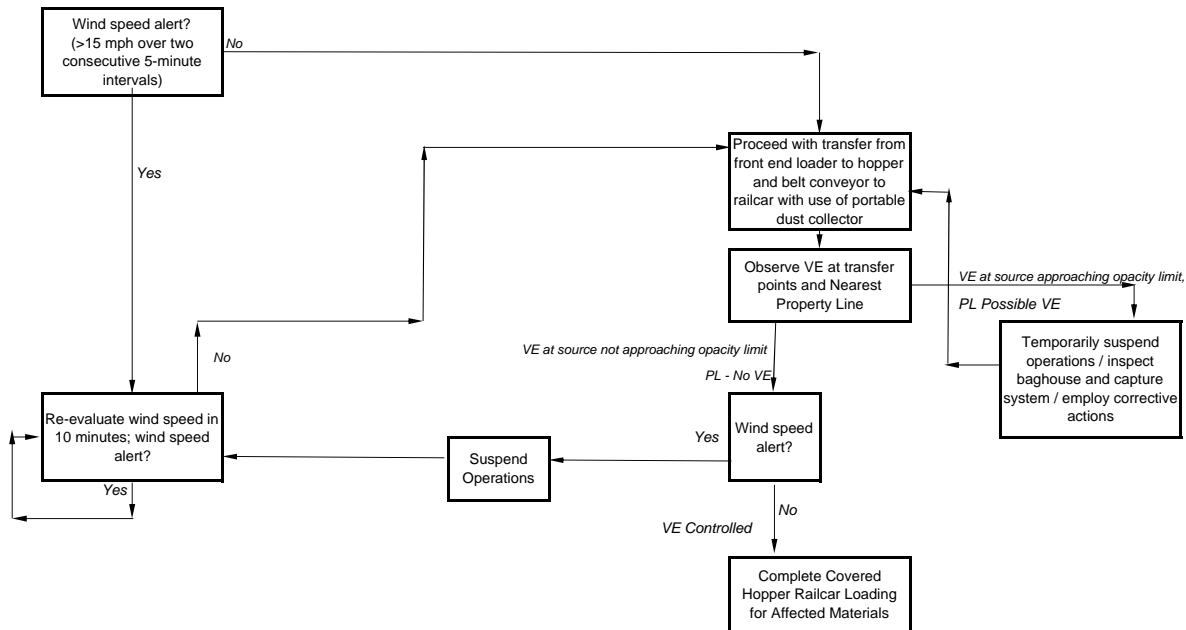 Wind speed alert?
(>15 mph over two
consecutive 5-minute
intervals)
No
Yes
Proceed with transfer from
front end loader to hopper
and belt conveyor to
railcar with use of portable
dust collector
Observe VE at transfer
points and Nearest
Property Line
VE at source approaching opacity limit,
PL Possible VE
Temporarily suspend
operations / inspect
baghouse and capture
system / employ corrective
actions
VE at source not approaching opacity limit
PL - No VE
No
Re-evaluate wind speed in
10 minutes; wind speed
alert?
Yes
Suspend
Operations
Yes
Wind speed
alert?
No
VE Controlled
Complete Covered
Hopper Railcar Loading
for Affected Materials